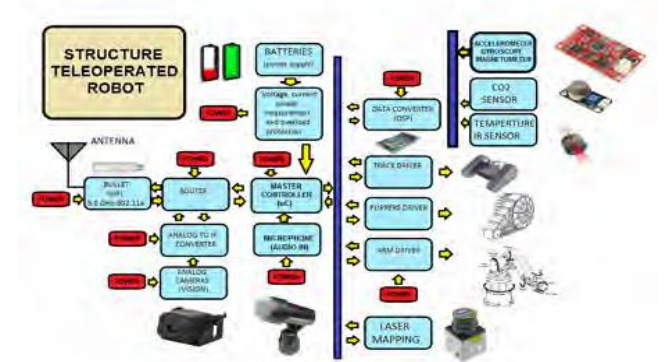 STRUCTURE
TELEOPERATED
ROBOT
BATTERIES
(power supply)
Voltage, current
power
measurement
and overload
protection
POWER
ANTENNA
POWER
BULLET
5.0 GHz 802.11a
POWER
ROUTER
POWER
MASTER
CONTROLLER
(uC)
POWER
ANALOG TO IP
CONVERTER
MICROPHONE
(AUDIO IN)
POWER
ANALOG
CAMERAS
(VISION)
POWER
POWER
DATA CONVERTER
(DSP)
TRACK DRIVER
FLIPPERS DRIVER
ARM DRIVER
POWER
LASER
MAPPING
ACCELEROMETER
GYROSCOPE
MAGNETOMETER
CO2
SENSOR
TEMPERTURE
IR SENSOR